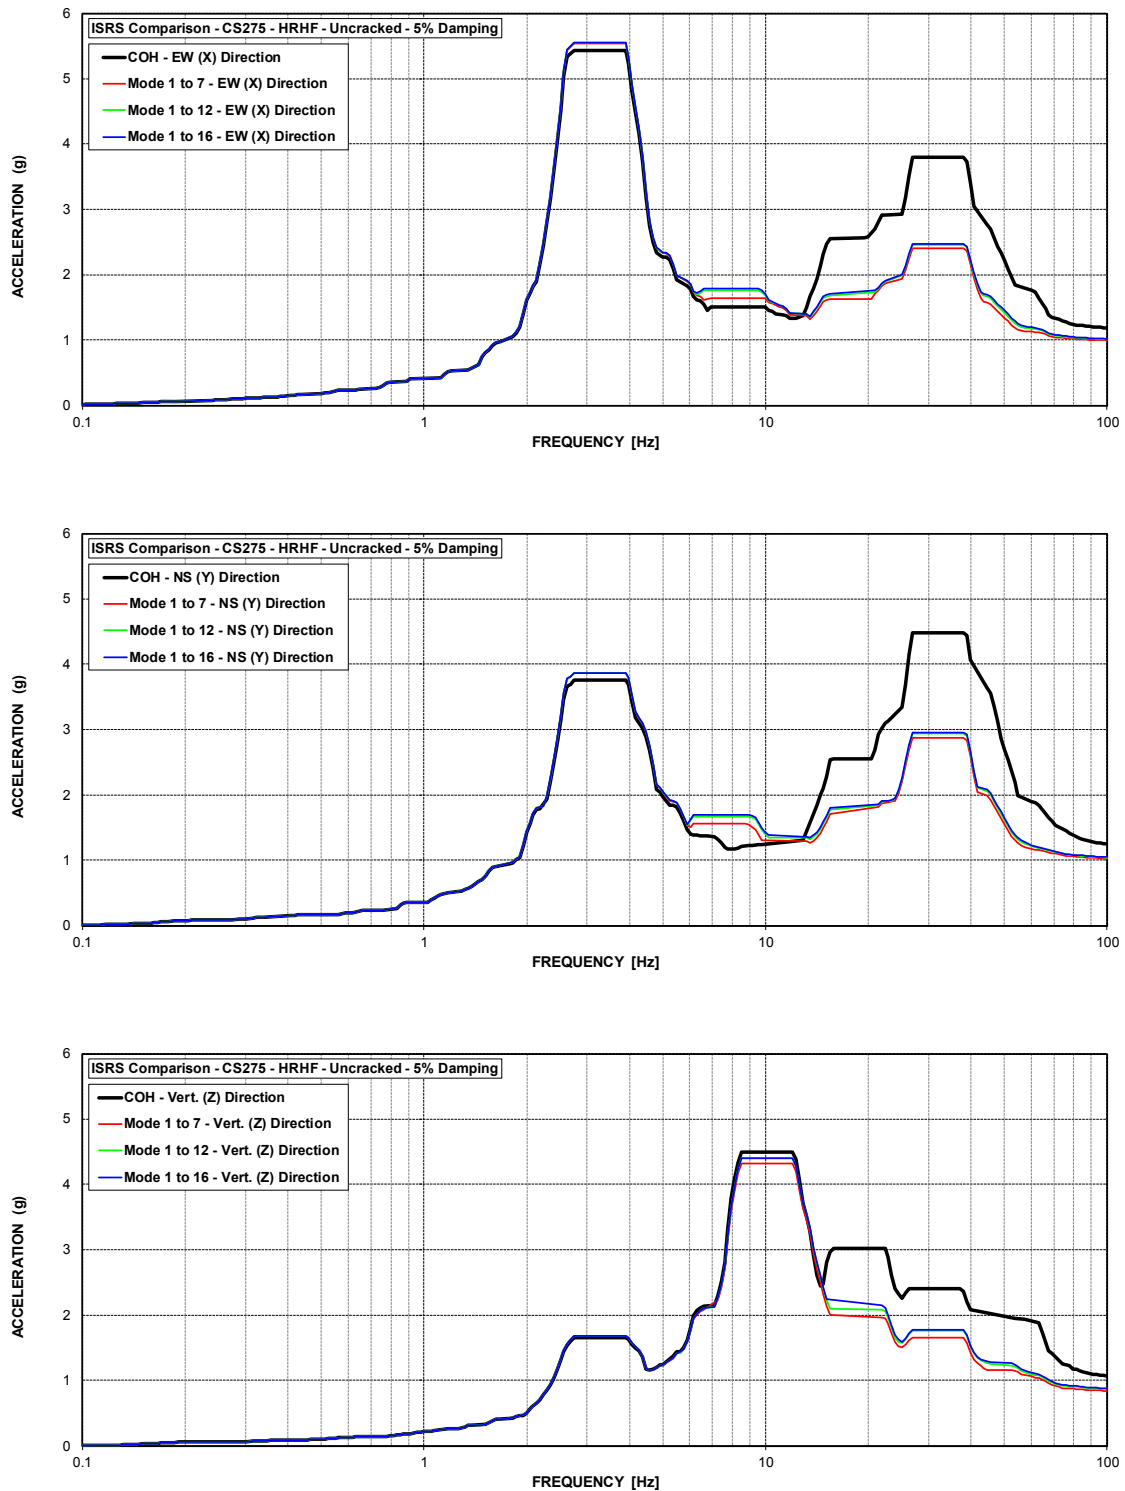 ISRS Comparison - CS275 - HRHF - Uncracked - 5% Damping
COH - EW (X) Direction
Mode 1 to 7 - EW (X) Direction
Mode 1 to 12 - EW (X) Direction
Mode 1 to 16 - EW (X) Direction
ACCELERATION (g)
6
5
4
3
2
1
0
0.1
1
10
100
FREQUENCY [Hz]
ISRS Comparison - CS275 - HRHF - Uncracked - 5% Damping
COH - NS (Y) Direction
Mode 1 to 7 - NS (Y) Direction
Mode 1 to 12 - NS (Y) Direction
Mode 1 to 16 - NS (Y) Direction
ACCELERATION (g)
6
5
4
3
2
1
0
0.1
1
10
100
FREQUENCY [Hz]
ISRS Comparison - CS275 - HRHF - Uncracked - 5% Damping
COH - Vert. (Z) Direction
Mode 1 to 7 - Vert. (Z) Direction
Mode 1 to 12 - Vert. (Z) Direction
Mode 1 to 16 - Vert. (Z) Direction
ACCELERATION (g)
6
5
4
3
2
1
0
0.1
1
10
100
FREQUENCY [Hz]